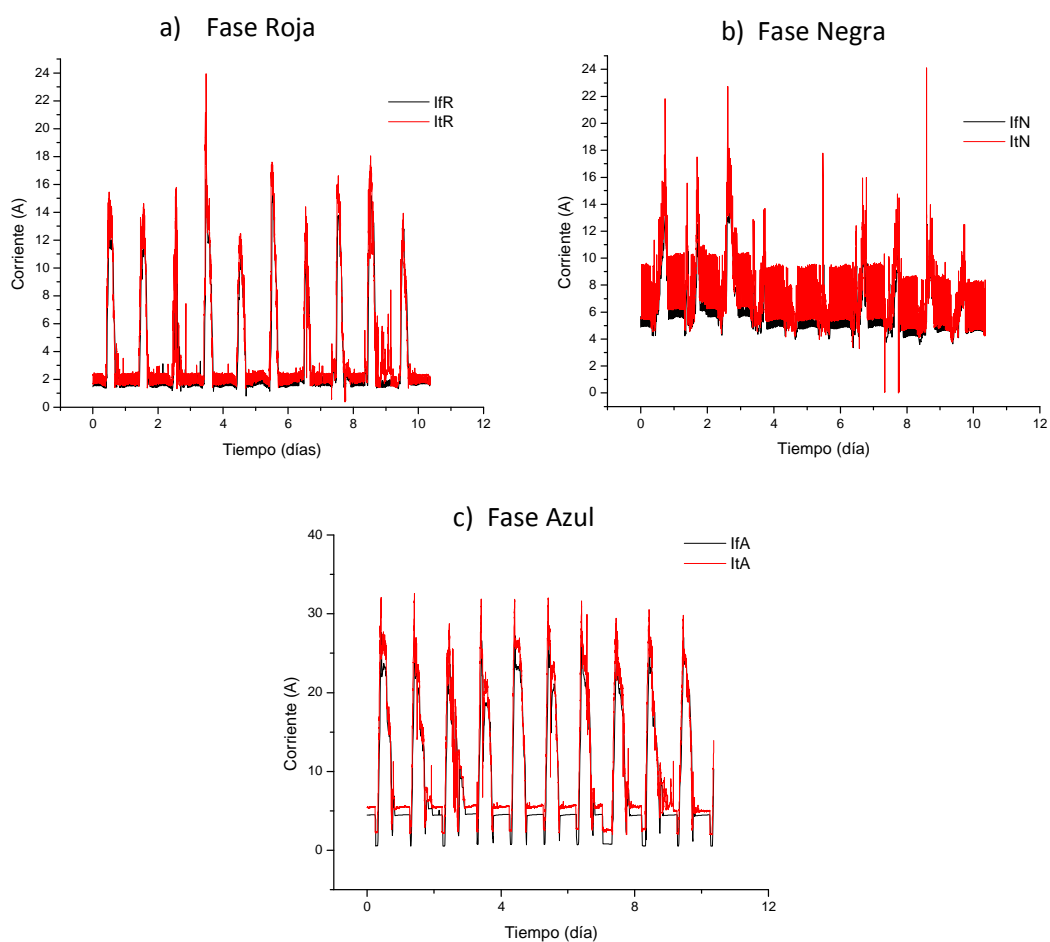 a) Fase Roja
24
22
20
18
16
14
12
10
8
6
4
2
0
Corriente (A)
IfR
ItR
0 2 4 6 8 10 12
Tiempo (días)
b) Fase Negra
24
22
20
18
16
14
12
10
8
6
4
2
0
Corriente (A)
IfN
ItN
0 2 4 6 8 10 12
Tiempo (día)
c) Fase Azul
40
30
20
10
0
Corriente (A)
IfA
ItA
0 4 8 12
Tiempo (día)